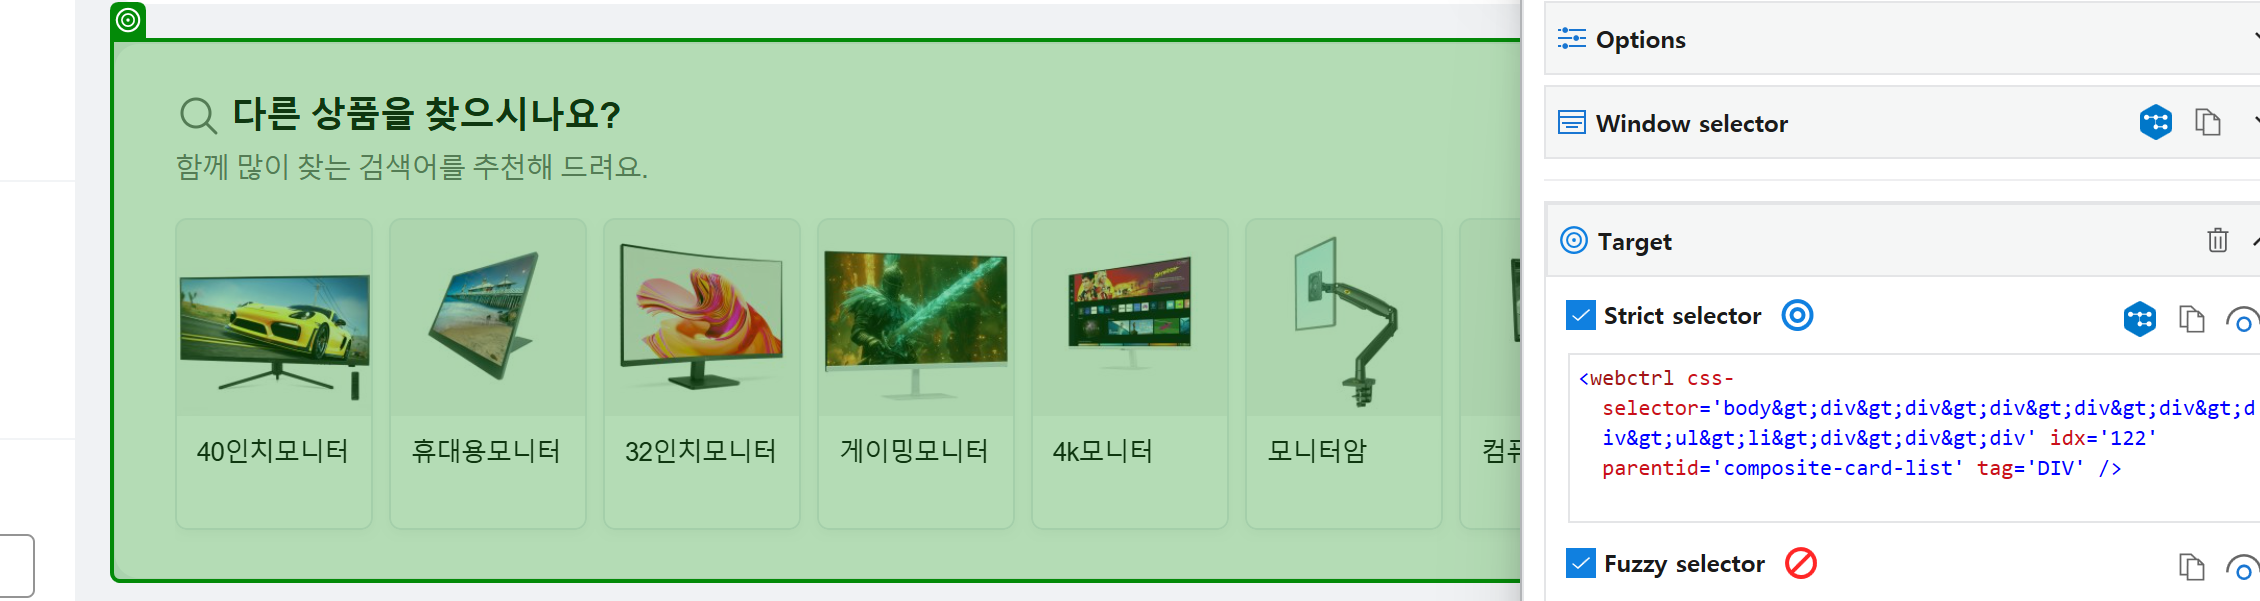 다른 상품을 찾으시나요?
함께 많이 찾는 검색어를 추천해 드려요.
40인치모니터
휴대용모니터
32인치모니터
게이밍모니터
4k모니터
모니터암
Options
Window selector
Target
Strict selector
<webctrl css-
selector='body&gt;div&gt;div&gt;div&gt;div&gt;div&gt;d
iv&gt;ul&gt;li&gt;div&gt;div&gt;div' idx='122'
parentid='composite-card-list' tag='DIV' />
Fuzzy selector